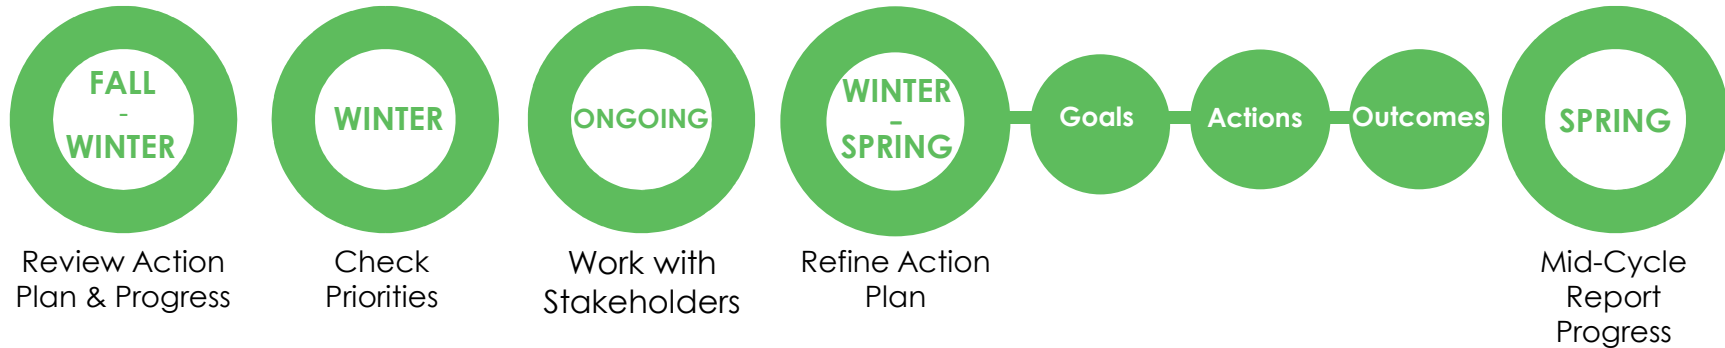 FALL
-
WINTER
Review Action
Plan & Progress
WINTER
Check
Priorities
ONGOING
Work with
Stakeholders
WINTER
–
SPRING
Refine Action
Plan
Goals
Actions
Outcomes
SPRING
Mid-Cycle
Report
Progress